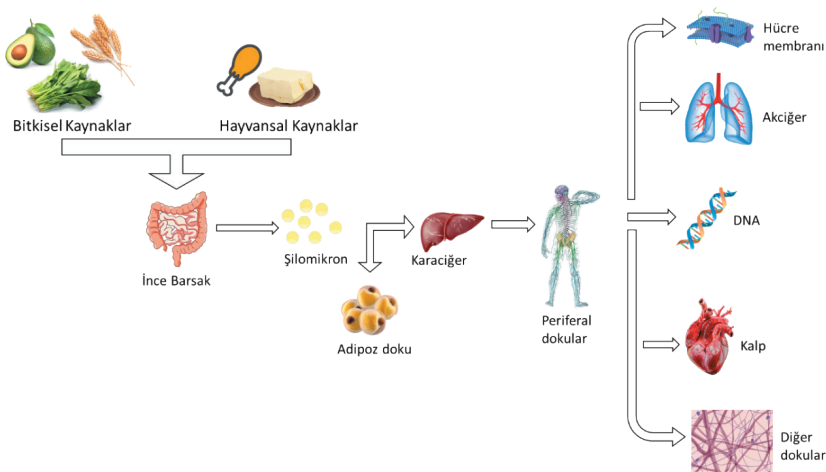 Bitkisel Kaynaklar
Hayvansal Kaynaklar
İnce Barsak
Şilomikron
Karaciğer
Adipoz doku
Periferal
dokular
Hücre
membranı
Akciğer
DNA
Kalp
Diğer
dokular